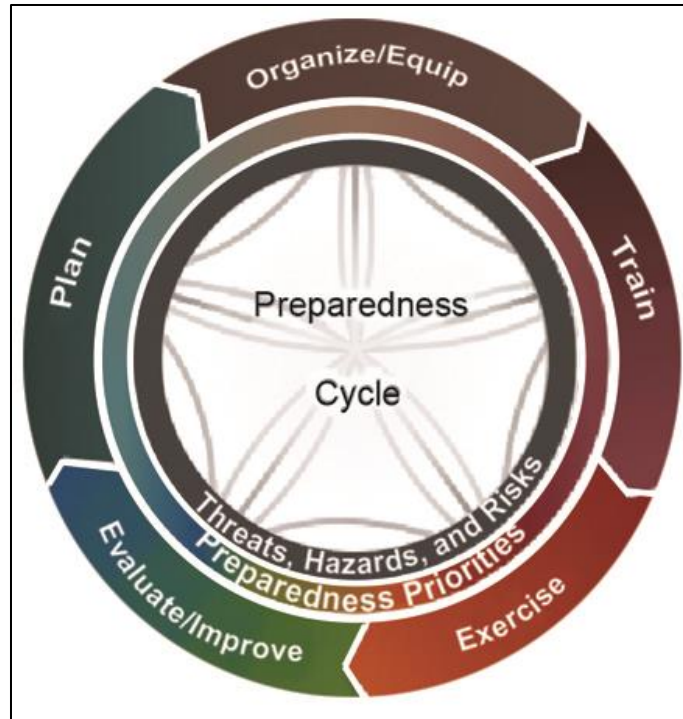 Organize/Equip
Train
Exercise
Evaluate/Improve
Plan
Preparedness
Cycle
Threats, Hazards, and Risks
Preparedness Priorities